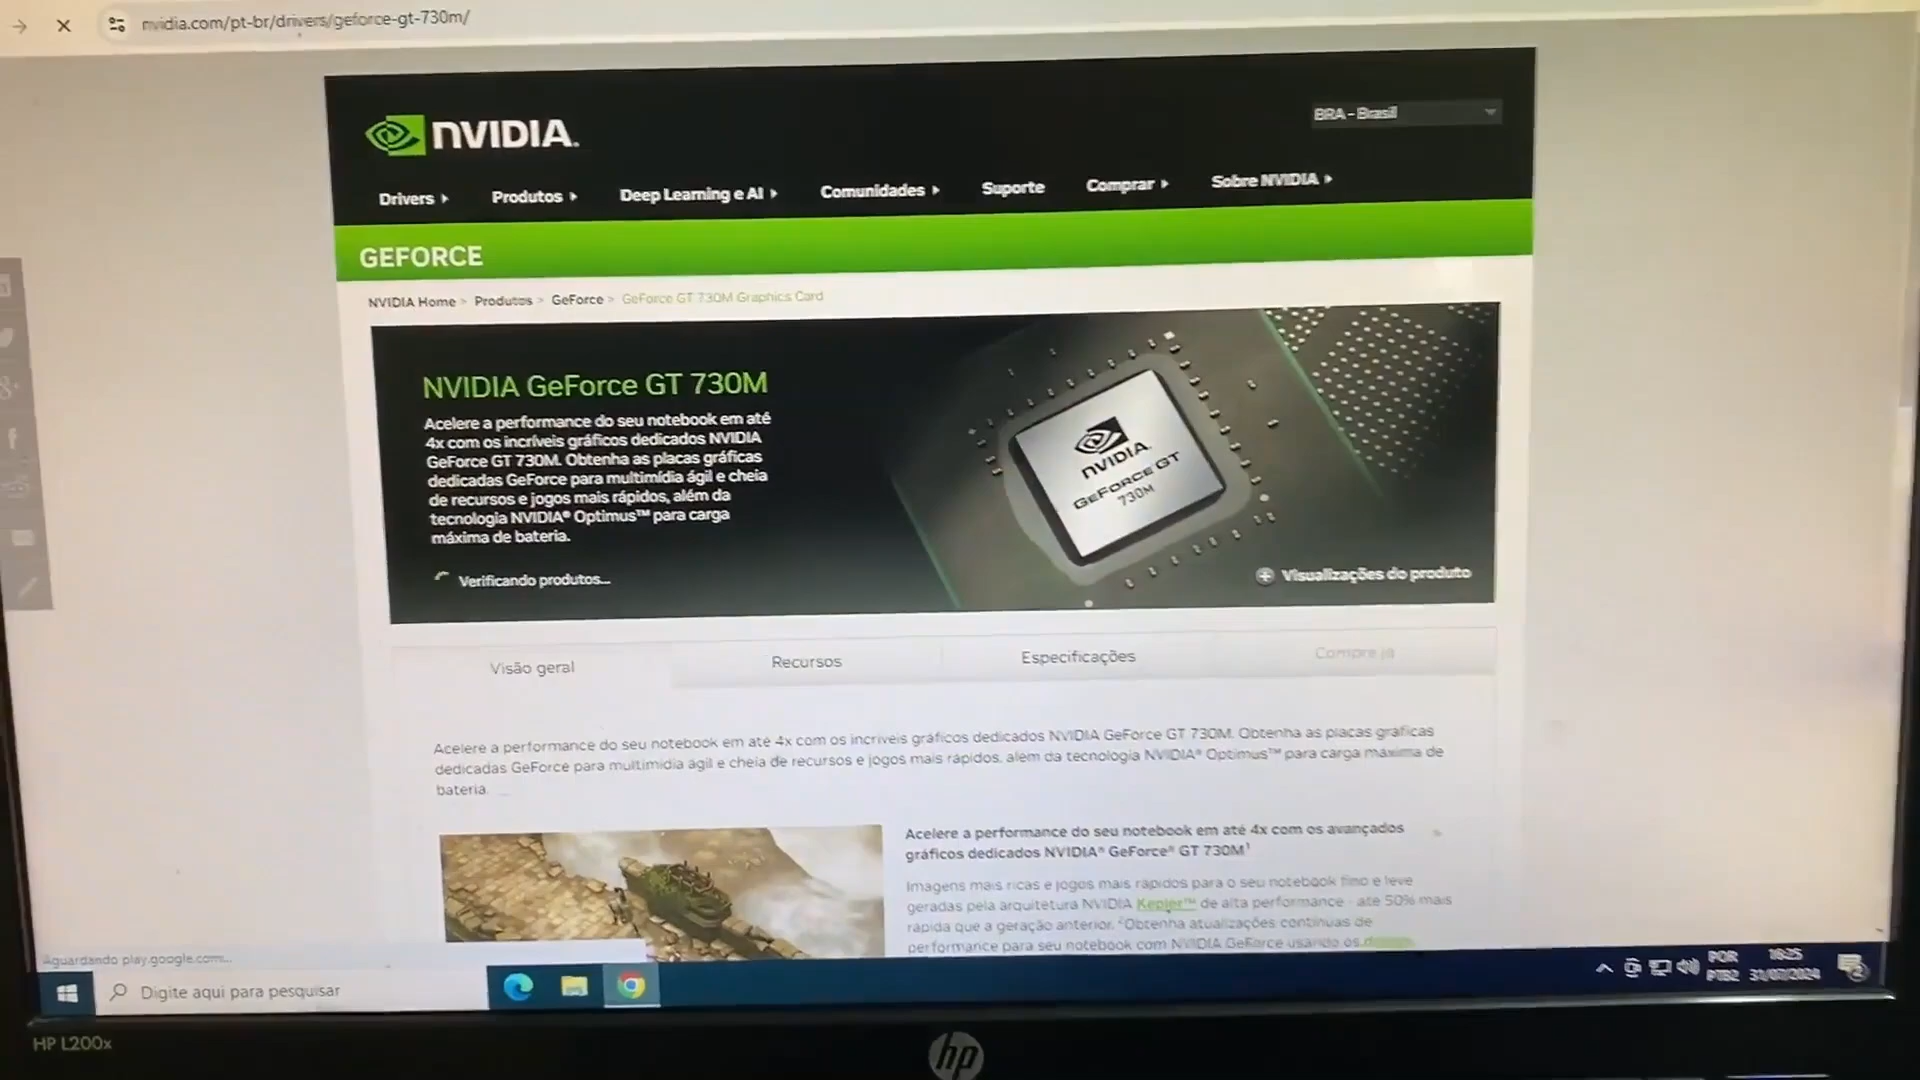 nvidia.com/pt-br/drivers/geforce-gt-730m/
NVIDIA.
BRA - Brasil
Drivers
Produtos
Deep Learning e AI
Comunidades
Suporte
Comprar
Sobre NVIDIA
GEFORCE
NVIDIA Home > Produtos > GeForce > GeForce GT 730M Graphics Card
NVIDIA GeForce GT 730M
Acelere a performance do seu notebook em até
4x com os incríveis gráficos dedicados NVIDIA
GeForce GT 730M. Obtenha as placas gráficas
dedicadas GeForce para multimídia ágil e cheia
de recursos e jogos mais rápidos, além da
tecnologia NVIDIA® Optimus™ para carga
máxima de bateria.
Verificando produtos...
NVIDIA
GEFORCE GT
730M
Visualizações do produto
Visão geral
Recursos
Especificações
Compre já
Acelere a performance do seu notebook em até 4x com os incríveis gráficos dedicados NVIDIA GeForce GT 730M. Obtenha as placas gráficas
dedicadas GeForce para multimídia ágil e cheia de recursos e jogos mais rápidos, além da tecnologia NVIDIA® Optimus™ para carga máxima de
bateria.
Acelere a performance do seu notebook em até 4x com os avançados
gráficos dedicados NVIDIA® GeForce® GT 730M¹
Imagens mais ricas e jogos mais rápidos para o seu notebook fino e leve
geradas pela arquitetura NVIDIA Kepler™ de alta performance - até 50% mais
rápida que a geração anterior. ²Obtenha atualizações contínuas de
performance para seu notebook com NVIDIA GeForce usando os
Aguardando play.google.com...
Digite aqui para pesquisar
POR
PTB2
16:25
31/07/2024
2
HP L200x
hp